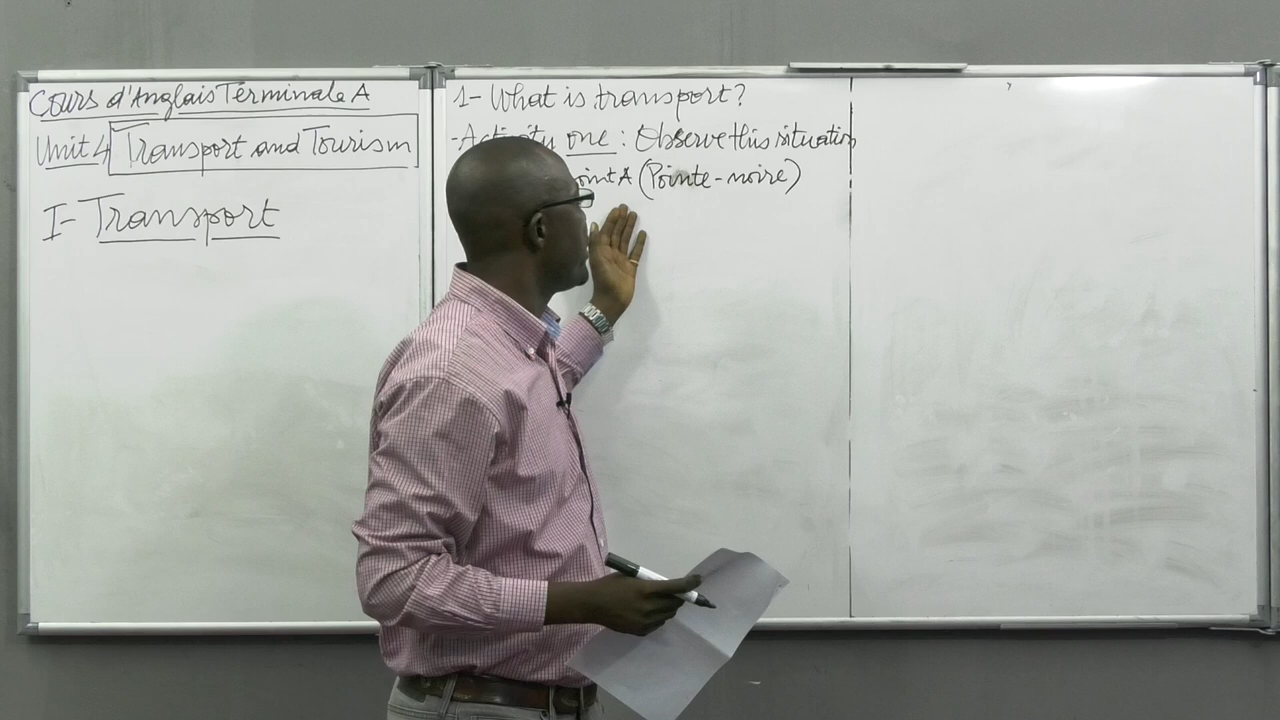 Cours d'Anglais Terminale A
Unit 4 Transport and Tourism
I- Transport
1- What is transport?
- Activity one: Observe this situation
oint A (Pointe-noire)